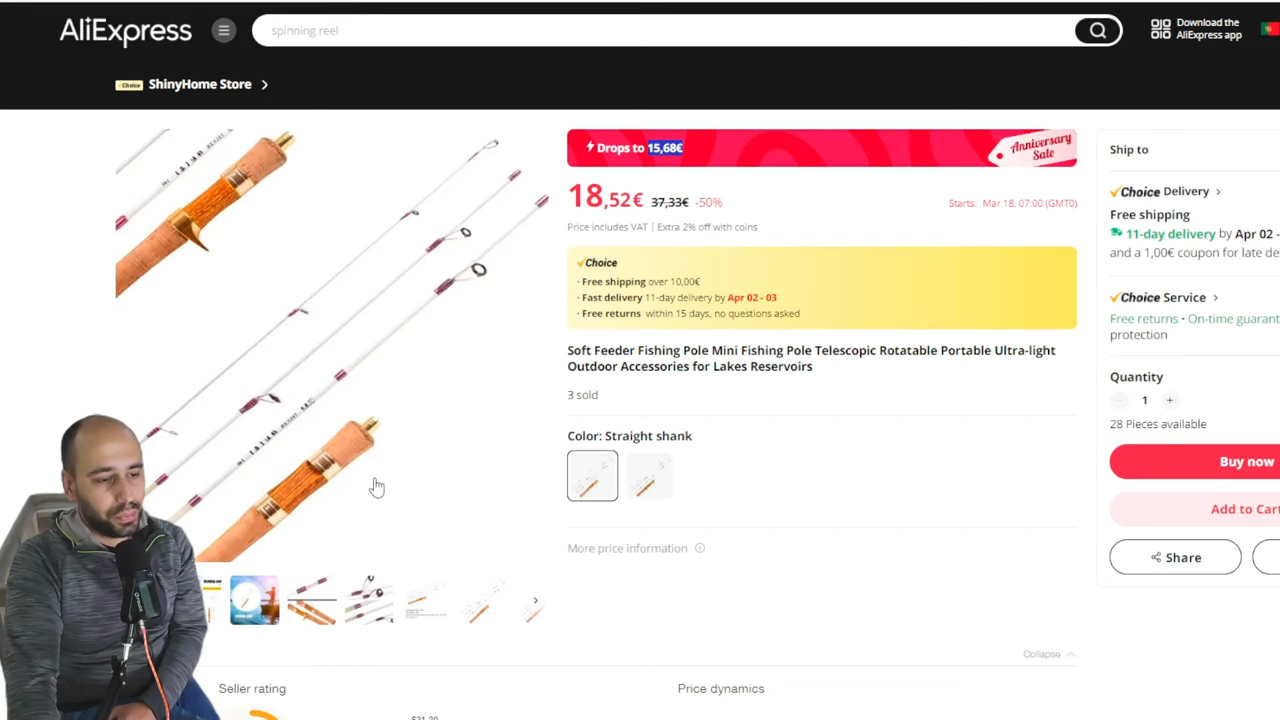 AliExpress
spinning reel
Download the
AliExpress app
Choice ShinyHome Store
Drops to 15,68€
Anniversary
Sale
18,52€ 37,33€ -50%
Starts: Mar 18, 07:00 (GMT0)
Price includes VAT | Extra 2% off with coins
Choice
· Free shipping over 10,00€
· Fast delivery 11-day delivery by Apr 02 - 03
· Free returns within 15 days, no questions asked
Soft Feeder Fishing Pole Mini Fishing Pole Telescopic Rotatable Portable Ultra-light
Outdoor Accessories for Lakes Reservoirs
3 sold
Color: Straight shank
More price information
Collapse
Seller rating
Price dynamics
Ship to
Choice Delivery
Free shipping
11-day delivery by Apr 02 -
and a 1,00€ coupon for late de
Choice Service
Free returns · On-time guarant
protection
Quantity
- 1 +
28 Pieces available
Buy now
Add to Cart
Share